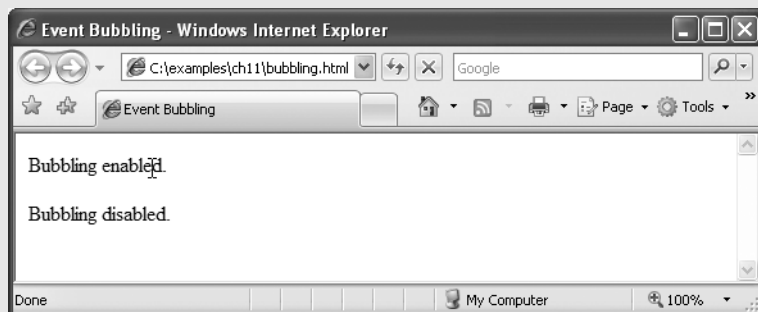 Event Bubbling - Windows Internet Explorer
C:\examples\ch11\bubbling.html
Google
Event Bubbling
Page
Tools
»
Bubbling enabled.
Bubbling disabled.
Done
My Computer
100%